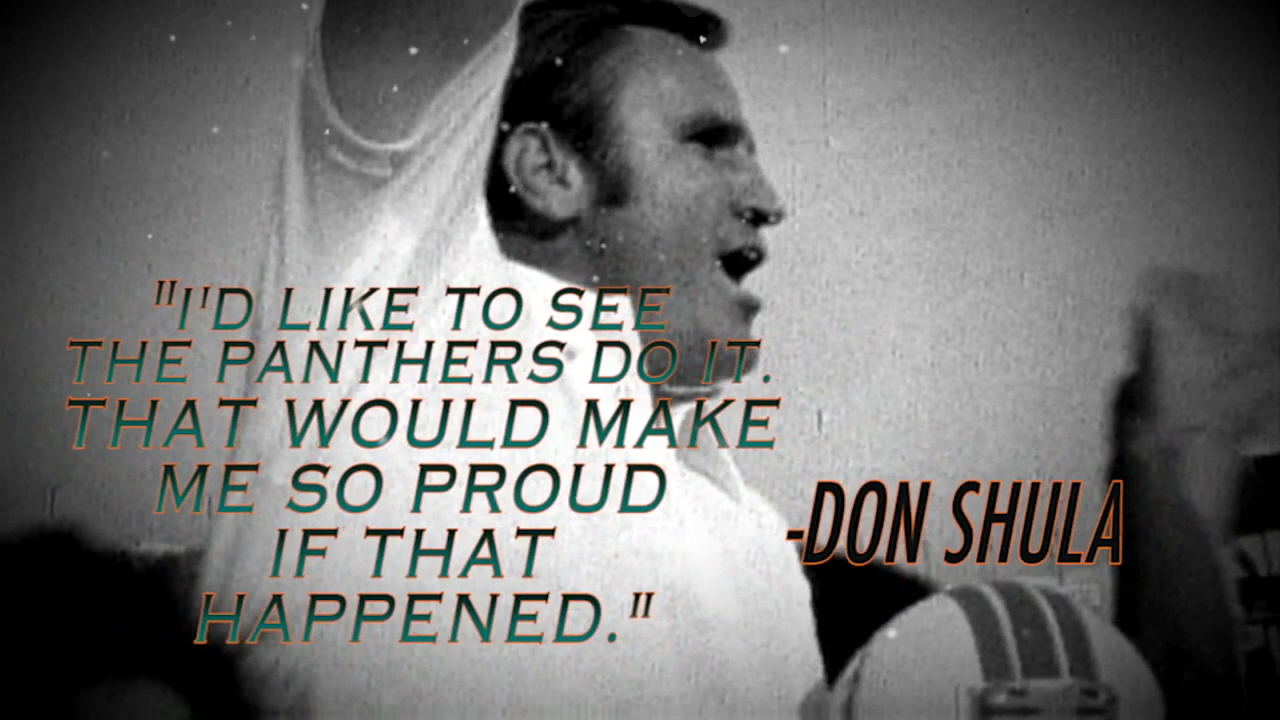 "I'D LIKE TO SEE
THE PANTHERS DO IT.
THAT WOULD MAKE
ME SO PROUD
IF THAT
HAPPENED."
-DON SHULA